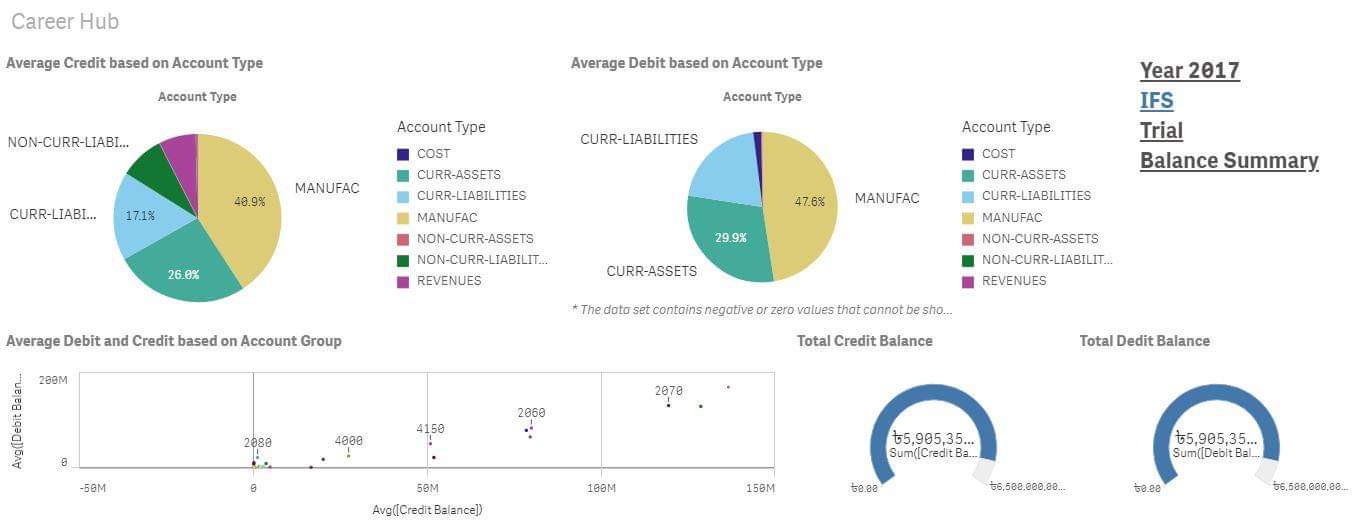 Career Hub
Average Credit based on Account Type
Account Type
NON-CURR-LIABI...
CURR-LIABI...
MANUFAC
40.9%
17.1%
26.0%
Account Type
COST
CURR-ASSETS
CURR-LIABILITIES
MANUFAC
NON-CURR-ASSETS
NON-CURR-LIABILIT...
REVENUES
Average Debit based on Account Type
Account Type
CURR-LIABILITIES
MANUFAC
47.6%
29.9%
CURR-ASSETS
Account Type
COST
CURR-ASSETS
CURR-LIABILITIES
MANUFAC
NON-CURR-ASSETS
NON-CURR-LIABILIT...
REVENUES
* The data set contains negative or zero values that cannot be sho...
Year 2017
IFS
Trial
Balance Summary
Average Debit and Credit based on Account Group
Avg([Debit Balan...
200M
0
2080
4000
4150
2060
2070
-50M
0
50M
100M
150M
Avg([Credit Balance])
Total Credit Balance
৳5,905,35...
Sum([Credit Ba...
৳0.00
৳6,500,000,00...
Total Dedit Balance
৳5,905,35...
Sum([Debit Bal...
৳0.00
৳6,500,000,00...